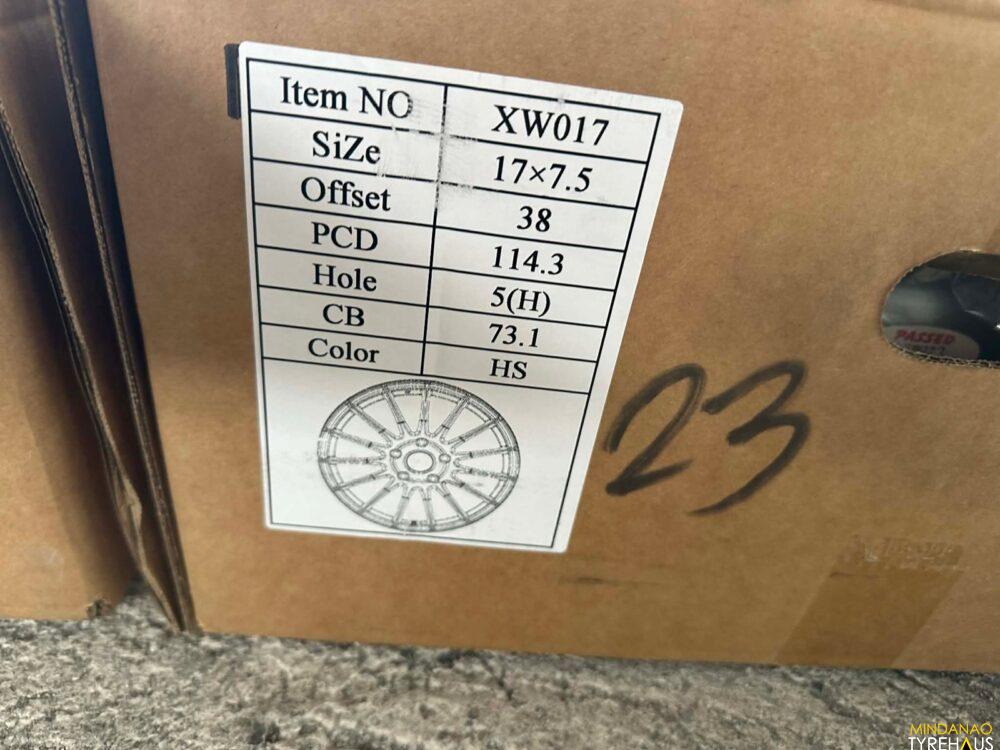 Item NO XW017
SiZe 17×7.5
Offset 38
PCD 114.3
Hole 5(H)
CB 73.1
Color HS
23
PASSED
MINDANAO
TYREHAUS